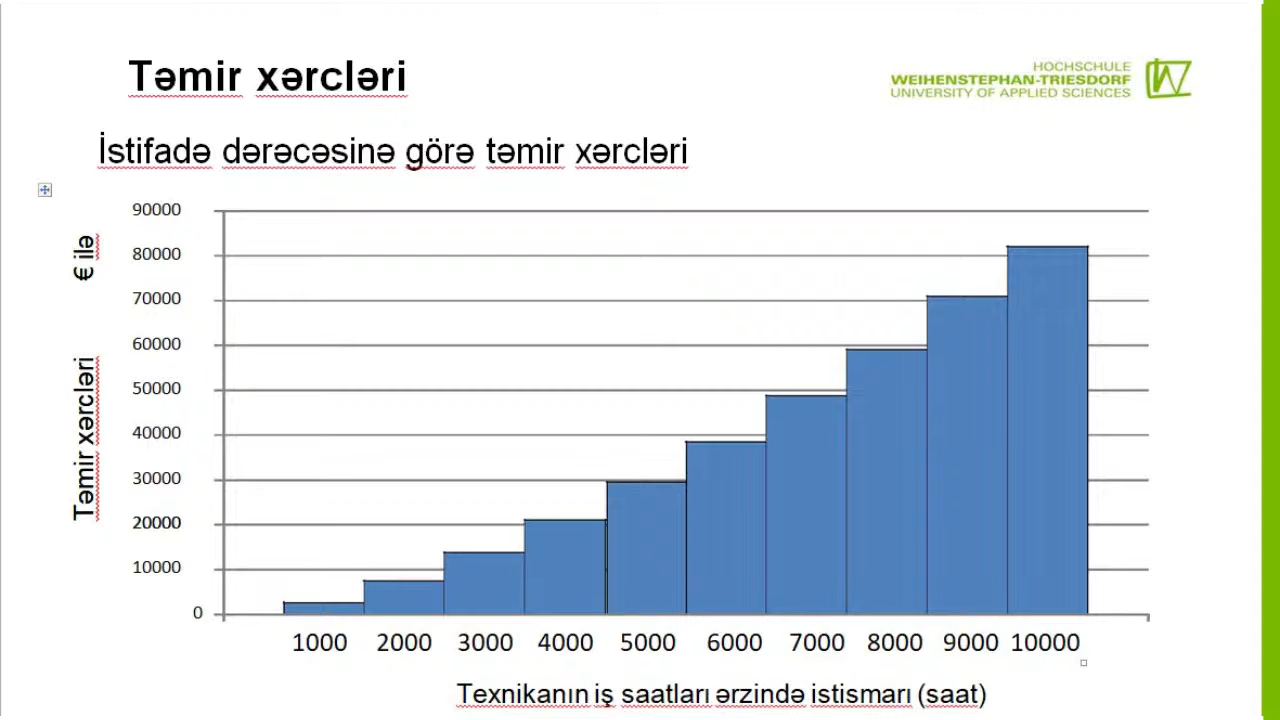 Təmir xərcləri
HOCHSCHULE
WEIHENSTEPHAN-TRIESDORF
UNIVERSITY OF APPLIED SCIENCES
İstifadə dərəcəsinə görə təmir xərcləri
Təmir xərcləri € ilə
90000
80000
70000
60000
50000
40000
30000
20000
10000
0
1000 2000 3000 4000 5000 6000 7000 8000 9000 10000
Texnikanın iş saatları ərzində istismarı (saat)